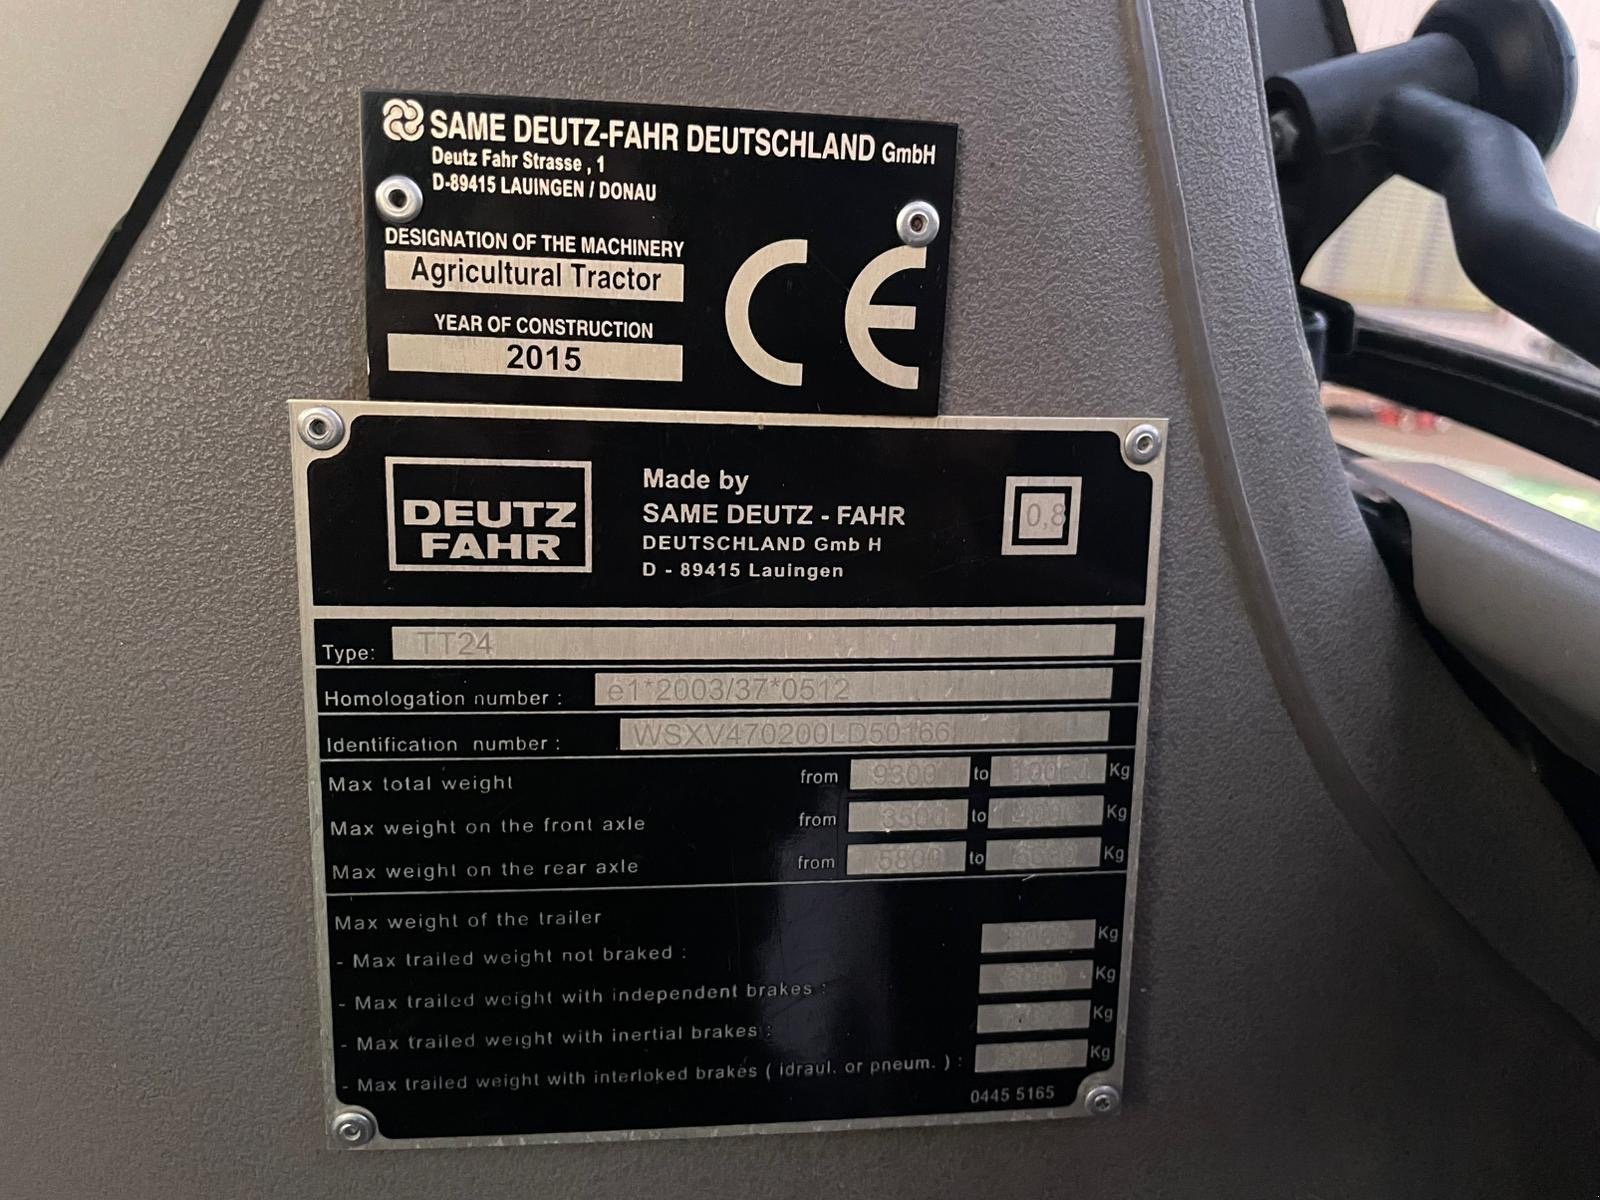 SAME DEUTZ-FAHR DEUTSCHLAND GmbH
Deutz Fahr Strasse , 1
D-89415 LAUINGEN / DONAU
DESIGNATION OF THE MACHINERY
Agricultural Tractor
YEAR OF CONSTRUCTION
2015
CE
DEUTZ
FAHR
Made by
SAME DEUTZ - FAHR
DEUTSCHLAND Gmb H
D - 89415 Lauingen
0,8
Type: TT24
Homologation number : e1*2003/37*0512
Identification number : WSXV470200LD50166
Max total weight from 9300 to Kg
Max weight on the front axle from 3500 to Kg
Max weight on the rear axle from 5800 to Kg
Max weight of the trailer
- Max trailed weight not braked : Kg
- Max trailed weight with independent brakes : Kg
- Max trailed weight with inertial brakes : Kg
- Max trailed weight with interloked brakes ( idraul. or pneum. ) : Kg
0445 5165